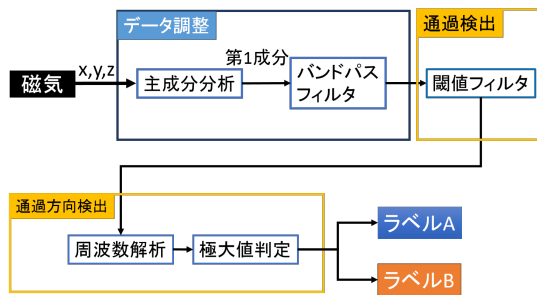 データ調整
通過検出
磁気
x,y,z
主成分分析
第1成分
バンドパス
フィルタ
閾値フィルタ
通過方向検出
周波数解析
極大値判定
ラベルA
ラベルB